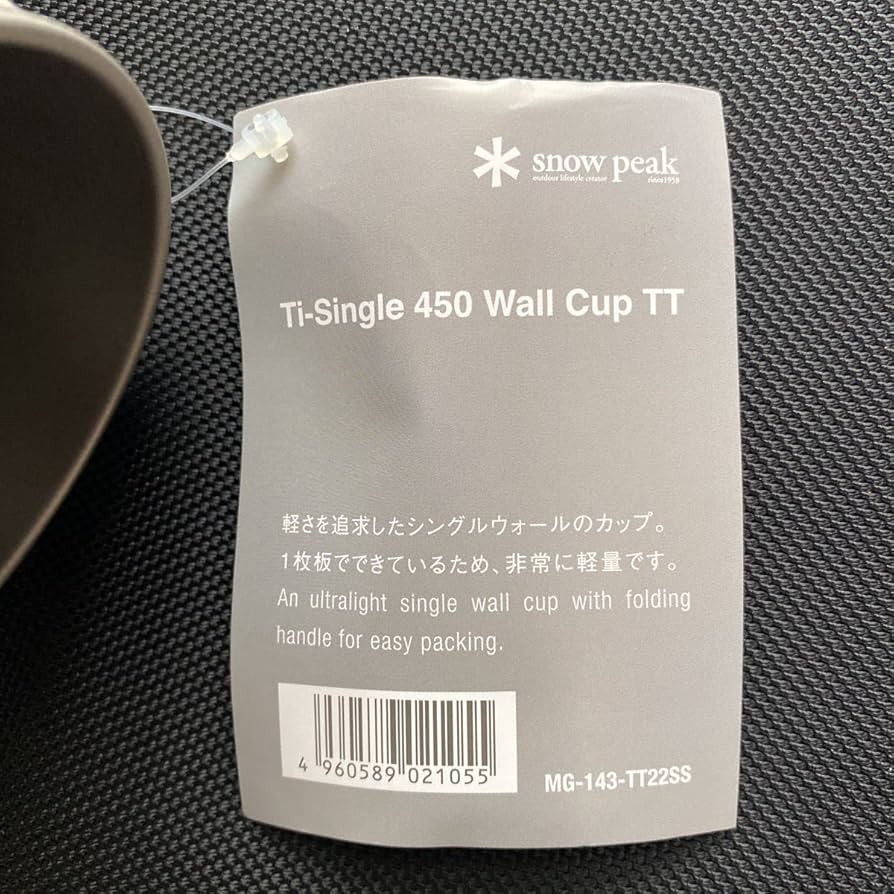 snow peak
outdoor lifestyle creator since1958
Ti-Single 450 Wall Cup TT
軽さを追求したシングルウォールのカップ。
1枚板でできているため、非常に軽量です。
An ultralight single wall cup with folding
handle for easy packing.
4 960589 021055
MG-143-TT22SS